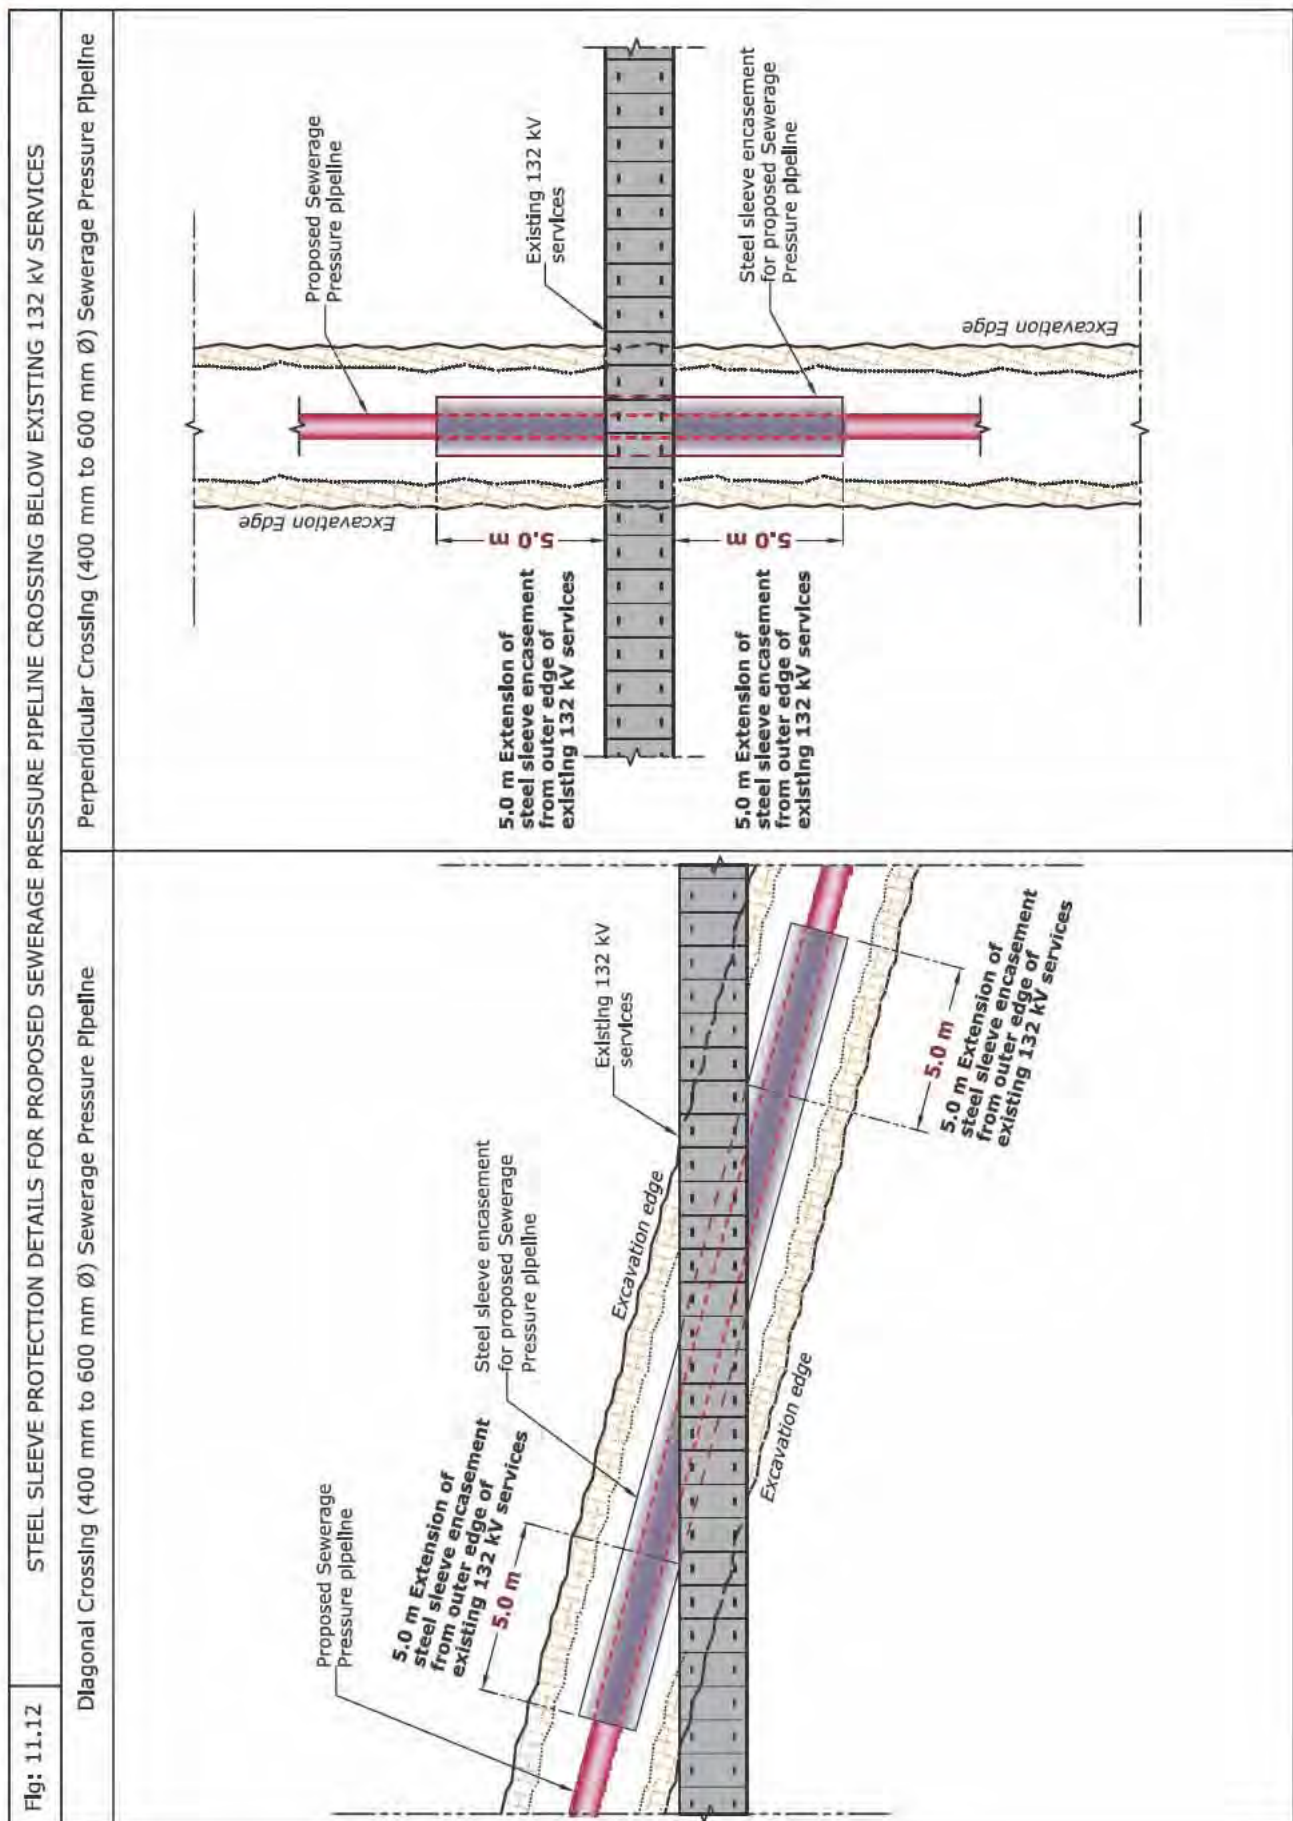 Fig: 11.12
STEEL SLEEVE PROTECTION DETAILS FOR PROPOSED SEWERAGE PRESSURE PIPELINE CROSSING BELOW EXISTING 132 kV SERVICES
Diagonal Crossing (400 mm to 600 mm Ø) Sewerage Pressure Pipeline
Perpendicular Crossing (400 mm to 600 mm Ø) Sewerage Pressure Pipeline
Proposed Sewerage
Pressure pipeline
5.0 m Extension of
steel sleeve encasement
from outer edge of
existing 132 kV services
5.0 m
Steel sleeve encasement
for proposed Sewerage
Pressure pipeline
Excavation edge
Existing 132 kV
services
Excavation edge
5.0 m
5.0 m Extension of
steel sleeve encasement
from outer edge of
existing 132 kV services
Proposed Sewerage
Pressure pipeline
Excavation Edge
5.0 m
5.0 m Extension of
steel sleeve encasement
from outer edge of
existing 132 kV services
Existing 132 kV
services
5.0 m
5.0 m Extension of
steel sleeve encasement
from outer edge of
existing 132 kV services
Steel sleeve encasement
for proposed Sewerage
Pressure pipeline
Excavation Edge